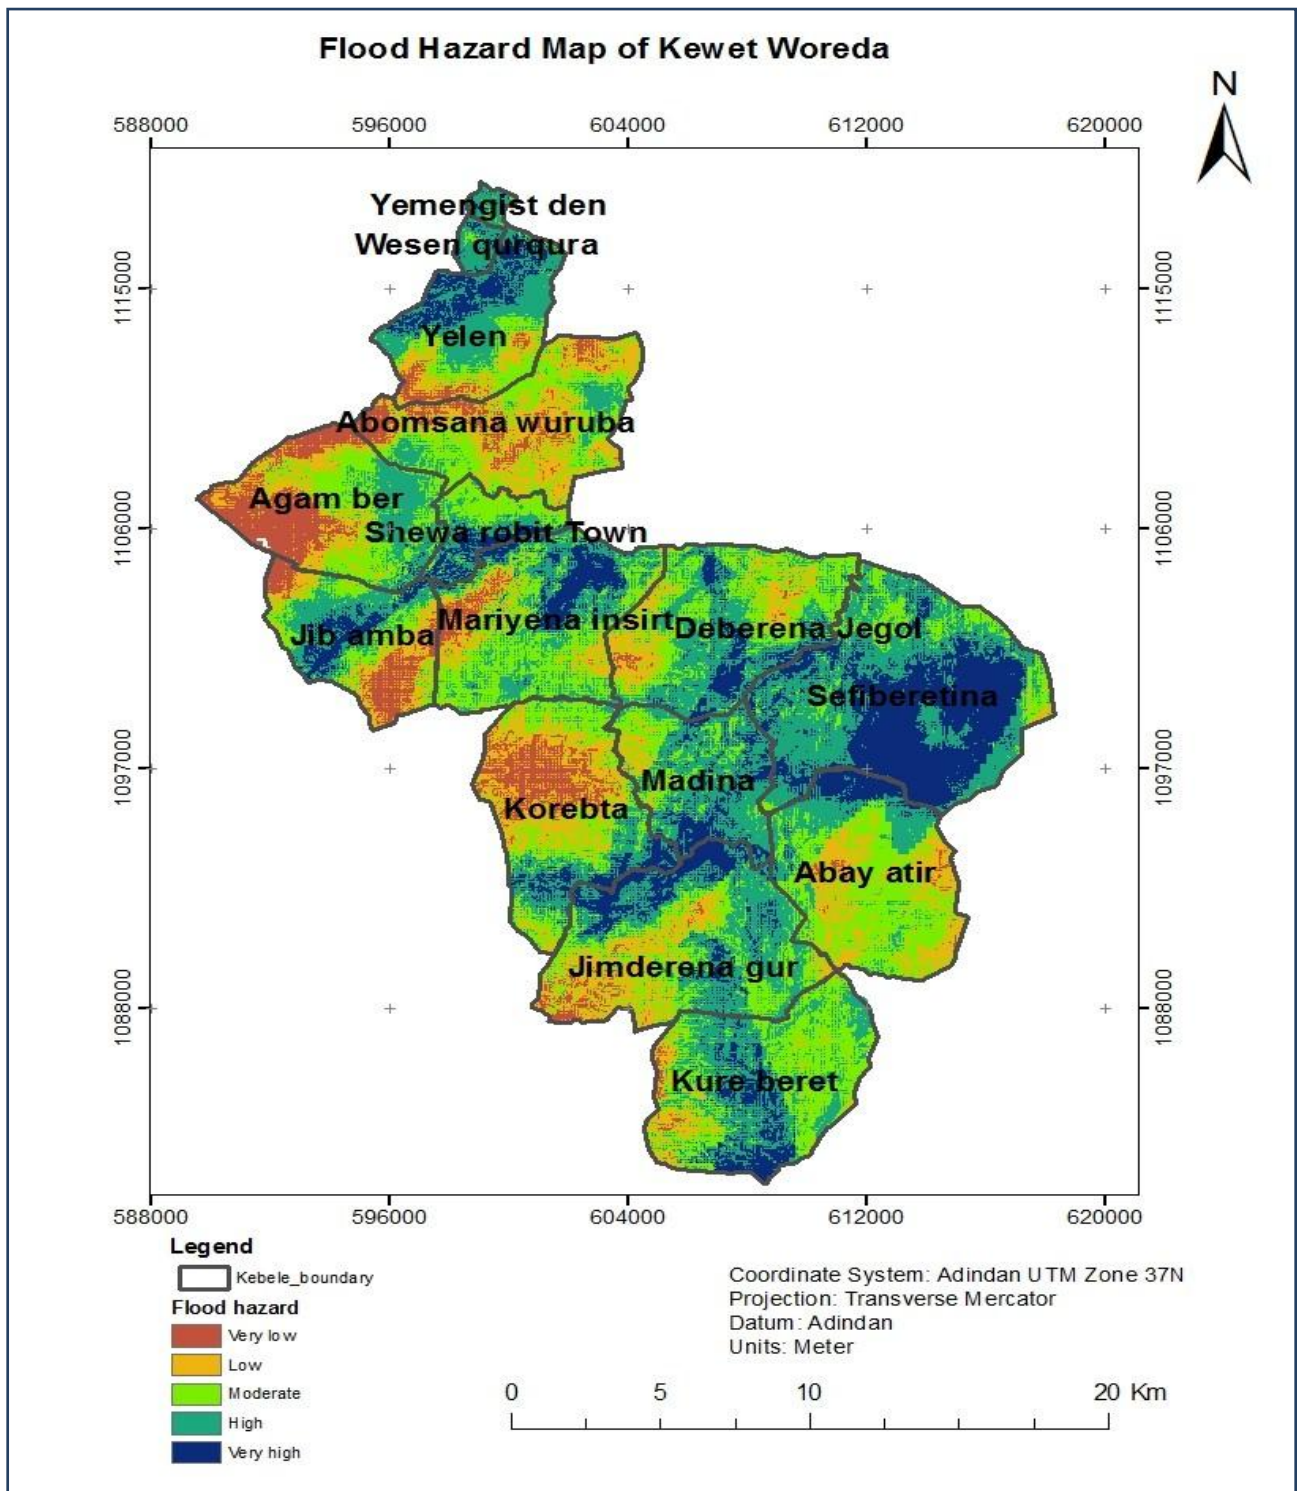 Flood Hazard Map of Kewet Woreda
N
588000 596000 604000 612000 620000
Yemengist den
Wesen qurqura
1115000 1115000
Yelen
Abomsana wuruba
Agam ber
1106000 1106000
Shewa robit Town
Mariyena insirt
Deberena Jegol
Jib amba
Sefiberetina
1097000 1097000
Madina
Korebta
Abay atir
Jimderena gur
1088000 1088000
Kure beret
588000 596000 604000 612000 620000
Legend
Kebele_boundary
Flood hazard
Very low
Low
Moderate
High
Very high
Coordinate System: Adindan UTM Zone 37N
Projection: Transverse Mercator
Datum: Adindan
Units: Meter
0 5 10 20 Km